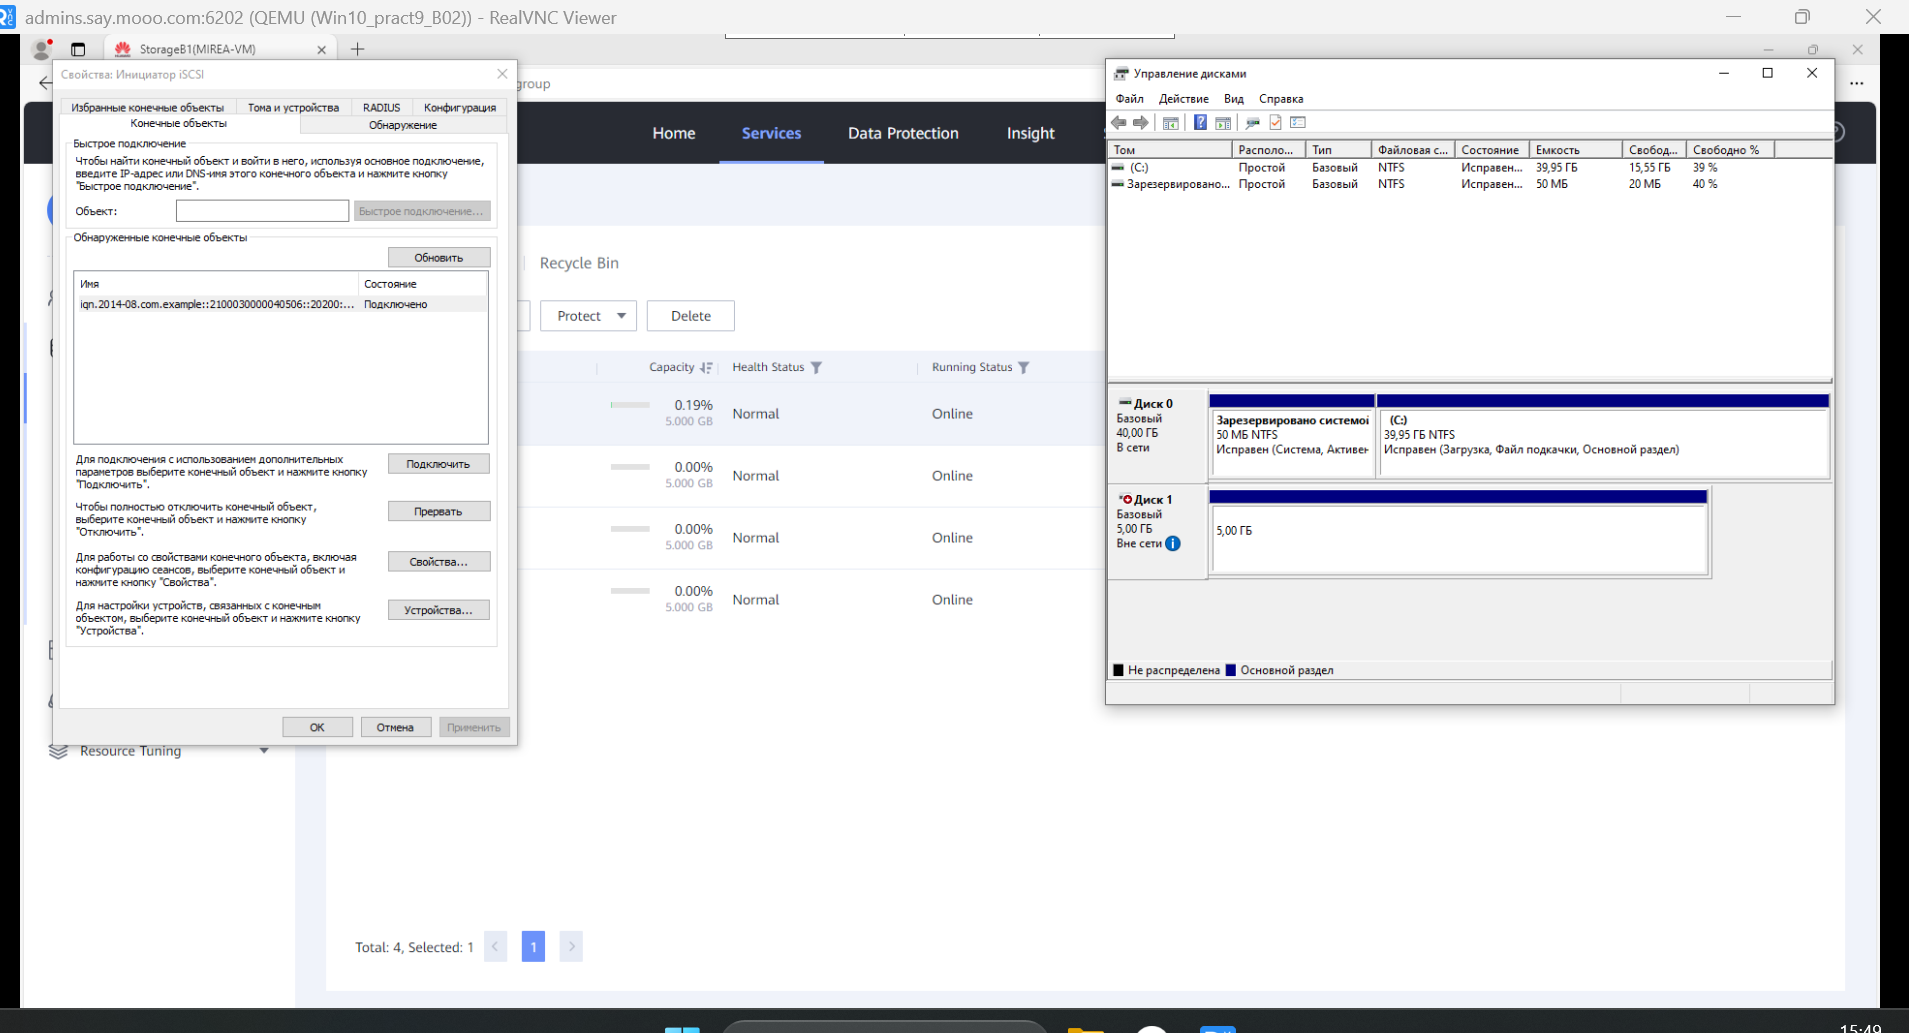 admins.say.mooo.com:6202 (QEMU (Win10_pract9_B02)) - RealVNC Viewer
StorageB1(MIREA-VM)
group
Home
Services
Data Protection
Insight
Recycle Bin
Protect
Delete
Capacity
Health Status
Running Status
0.19%
5.000 GB
Normal
Online
0.00%
5.000 GB
Normal
Online
0.00%
5.000 GB
Normal
Online
0.00%
5.000 GB
Normal
Online
Resource Tuning
Total: 4, Selected: 1
1
Свойства: Инициатор iSCSI
Избранные конечные объекты
Тома и устройства
RADIUS
Конфигурация
Конечные объекты
Обнаружение
Быстрое подключение
Чтобы найти конечный объект и войти в него, используя основное подключение,
введите IP-адрес или DNS-имя этого конечного объекта и нажмите кнопку
"Быстрое подключение".
Объект:
Быстрое подключение...
Обнаруженные конечные объекты
Обновить
Имя
Состояние
iqn.2014-08.com.example::2100030000040506::20200:...
Подключено
Для подключения с использованием дополнительных
параметров выберите конечный объект и нажмите кнопку
"Подключить".
Подключить
Чтобы полностью отключить конечный объект,
выберите конечный объект и нажмите кнопку
"Отключить".
Прервать
Для работы со свойствами конечного объекта, включая
конфигурацию сеансов, выберите конечный объект и
нажмите кнопку "Свойства".
Свойства...
Для настройки устройств, связанных с конечным
объектом, выберите конечный объект и нажмите кнопку
"Устройства".
Устройства...
ОК
Отмена
Применить
Управление дисками
Файл Действие Вид Справка
Том Располо... Тип Файловая с... Состояние Емкость Свобод... Свободно %
(C:) Простой Базовый NTFS Исправен... 39,95 ГБ 15,55 ГБ 39 %
Зарезервировано... Простой Базовый NTFS Исправен... 50 МБ 20 МБ 40 %
Диск 0
Базовый
40,00 ГБ
В сети
Зарезервировано системой
50 МБ NTFS
Исправен (Система, Активен
(C:)
39,95 ГБ NTFS
Исправен (Загрузка, Файл подкачки, Основной раздел)
Диск 1
Базовый
5,00 ГБ
Вне сети
5,00 ГБ
Не распределена
Основной раздел
15:49